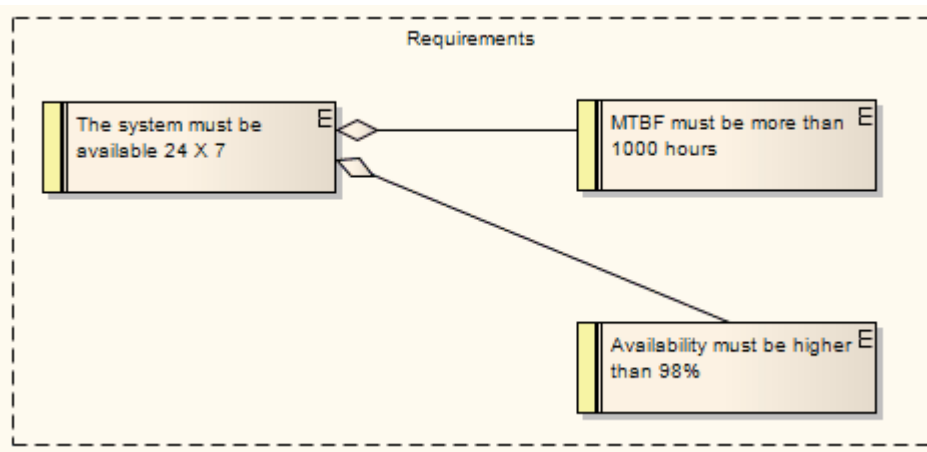 Requirements
The system must be
available 24 X 7
E
MTBF must be more than
1000 hours
E
Availability must be higher
than 98%
E